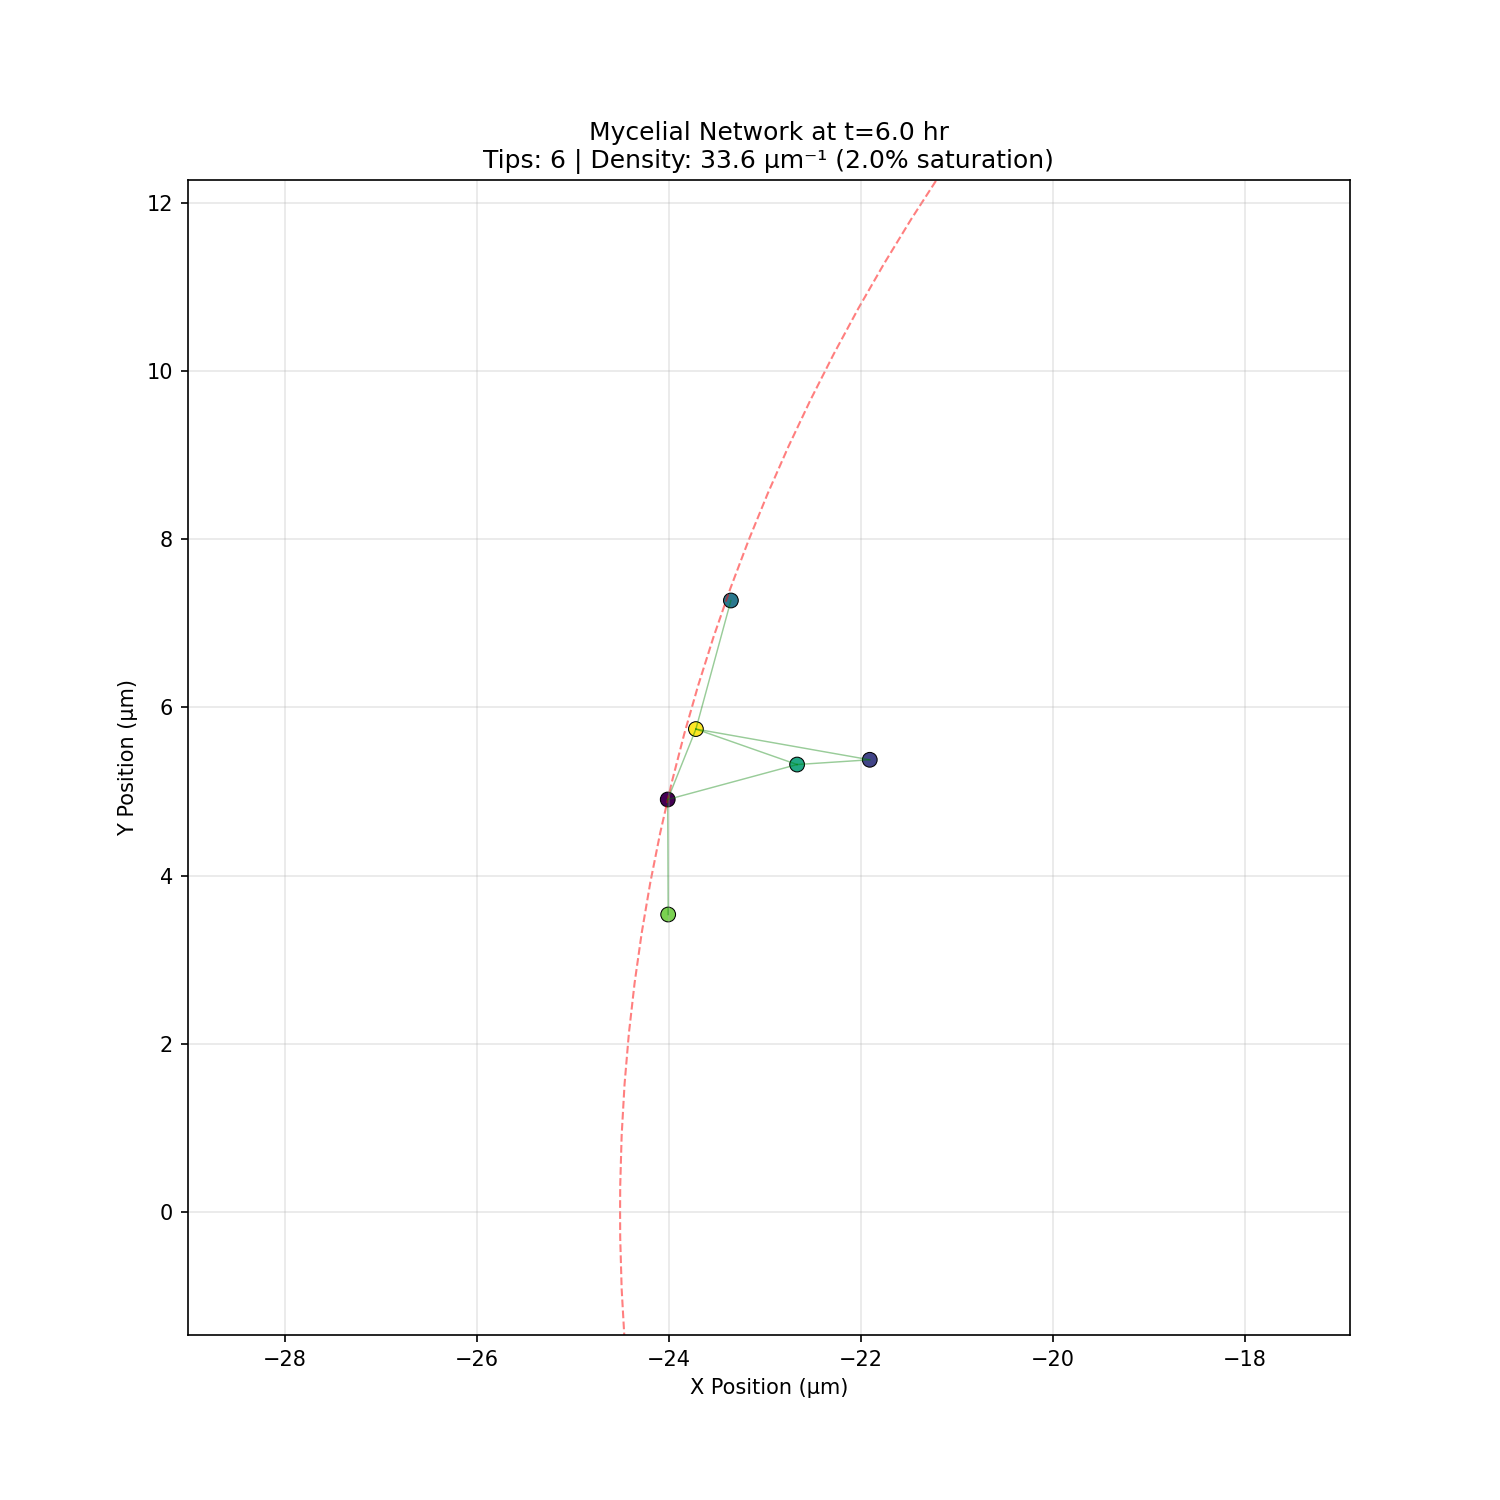 Mycelial Network at t=6.0 hr
Tips: 6 | Density: 33.6 μm⁻¹ (2.0% saturation)
12
10
8
6
4
2
0
Y Position (μm)
−28 −26 −24 −22 −20 −18
X Position (μm)